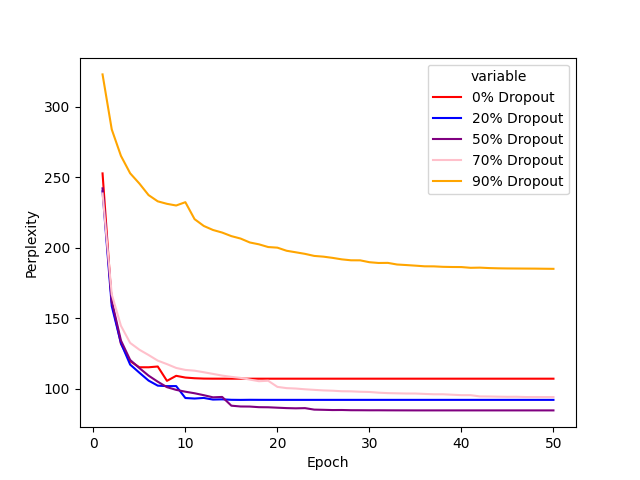 variable
0% Dropout
20% Dropout
50% Dropout
70% Dropout
90% Dropout
300
250
200
150
100
Perplexity
0 10 20 30 40 50
Epoch